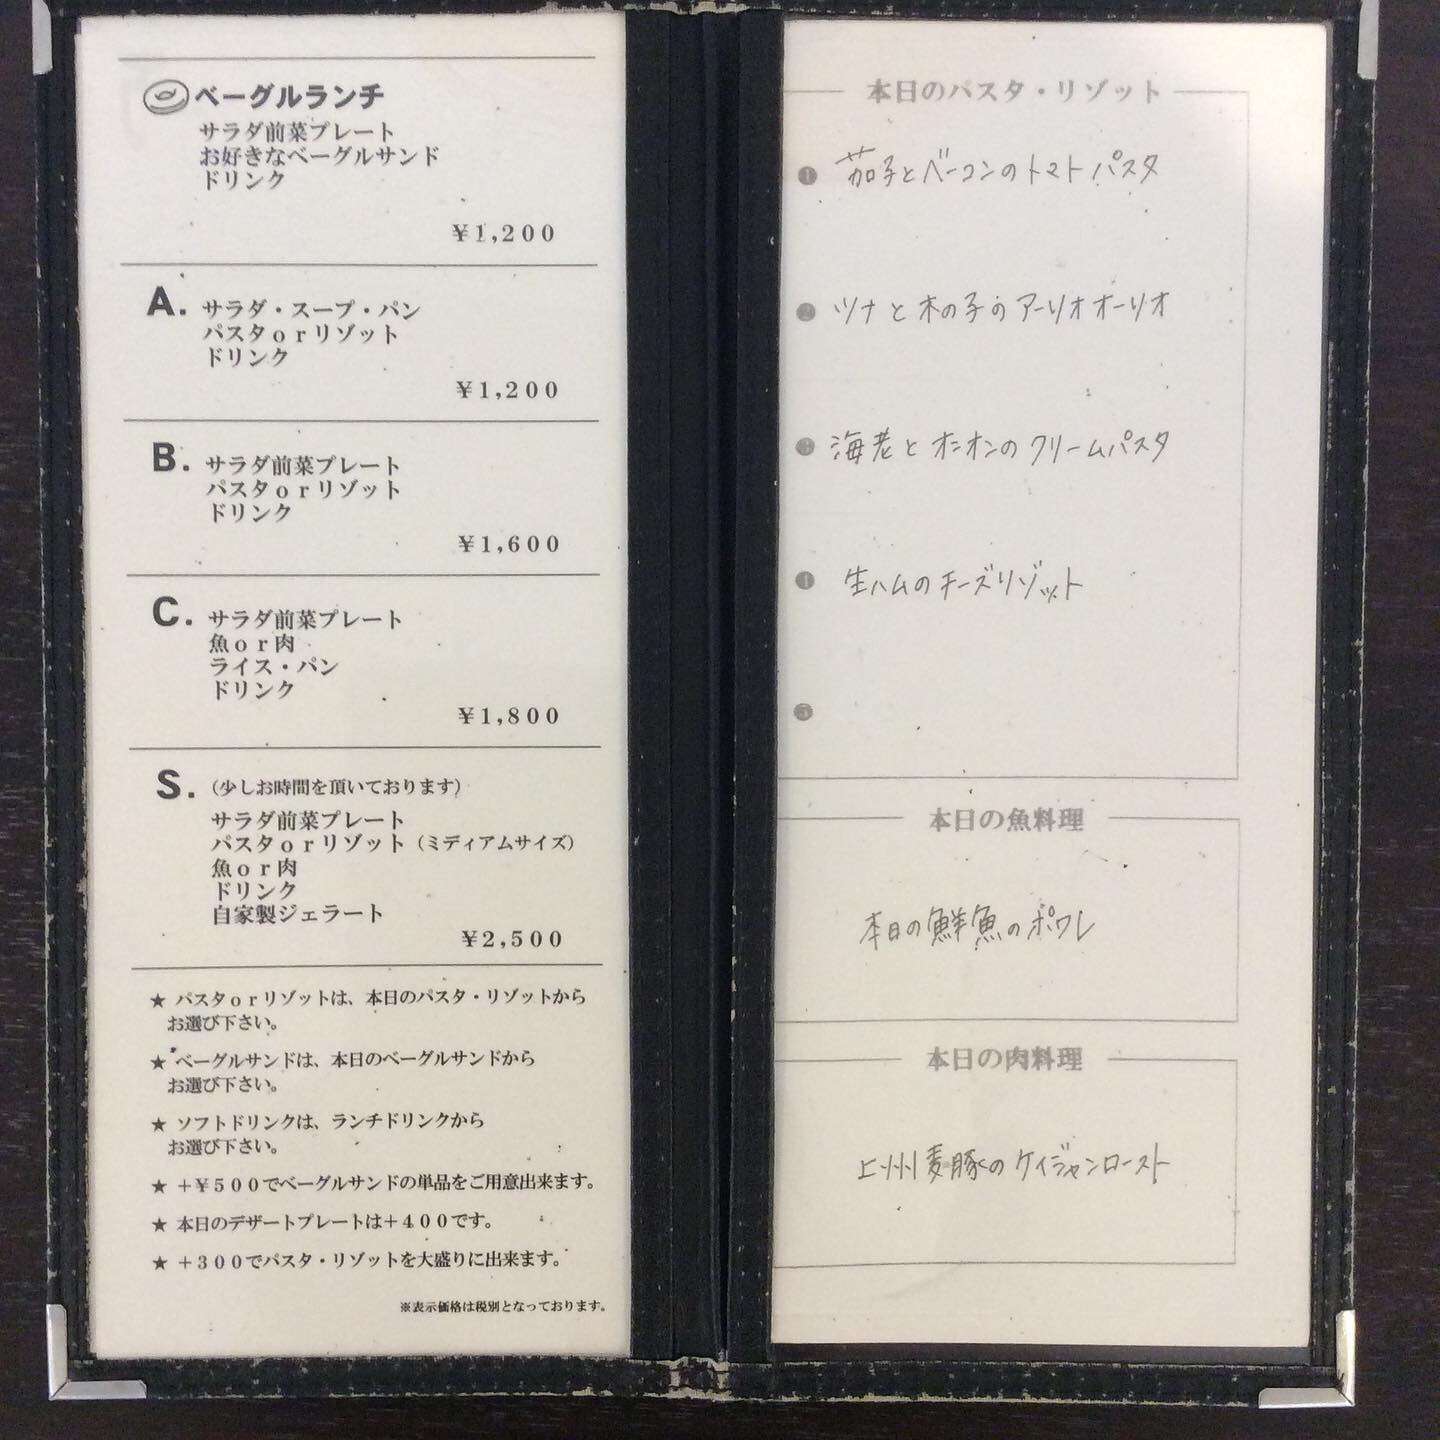 ベーグルランチ
サラダ前菜プレート
お好きなベーグルサンド
ドリンク
¥1,200
A. サラダ・スープ・パン
パスタorリゾット
ドリンク
¥1,200
B. サラダ前菜プレート
パスタorリゾット
ドリンク
¥1,600
C. サラダ前菜プレート
魚or肉
ライス・パン
ドリンク
¥1,800
S. (少しお時間を頂いております)
サラダ前菜プレート
パスタorリゾット(ミディアムサイズ)
魚or肉
ドリンク
自家製ジェラート
¥2,500
★ パスタorリゾットは、本日のパスタ・リゾットから
お選び下さい。
★ ベーグルサンドは、本日のベーグルサンドから
お選び下さい。
★ ソフトドリンクは、ランチドリンクから
お選び下さい。
★ +¥500でベーグルサンドの単品をご用意出来ます。
★ 本日のデザートプレートは+400です。
★ +300でパスタ・リゾットを大盛りに出来ます。
※表示価格は税別となっております。
本日のパスタ・リゾット
❶ 茄子とベーコンのトマトパスタ
❷ ツナと木の子のアーリオオーリオ
❸ 海老とオニオンのクリームパスタ
❹ 生ハムのチーズリゾット
❺
本日の魚料理
本日の鮮魚のポワレ
本日の肉料理
上州麦豚のケイジャンロースト